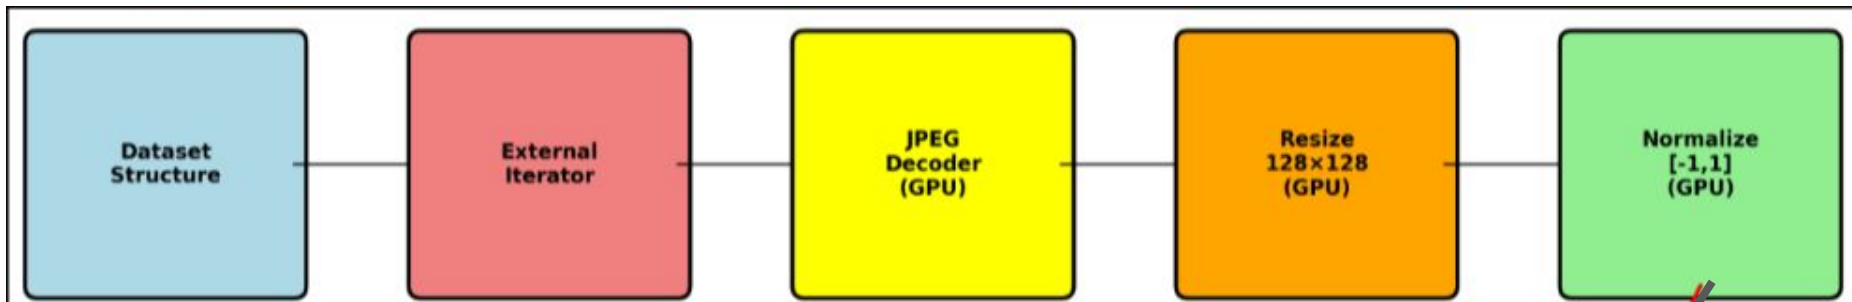 Dataset
Structure
External
Iterator
JPEG
Decoder
(GPU)
Resize
128×128
(GPU)
Normalize
[-1,1]
(GPU)